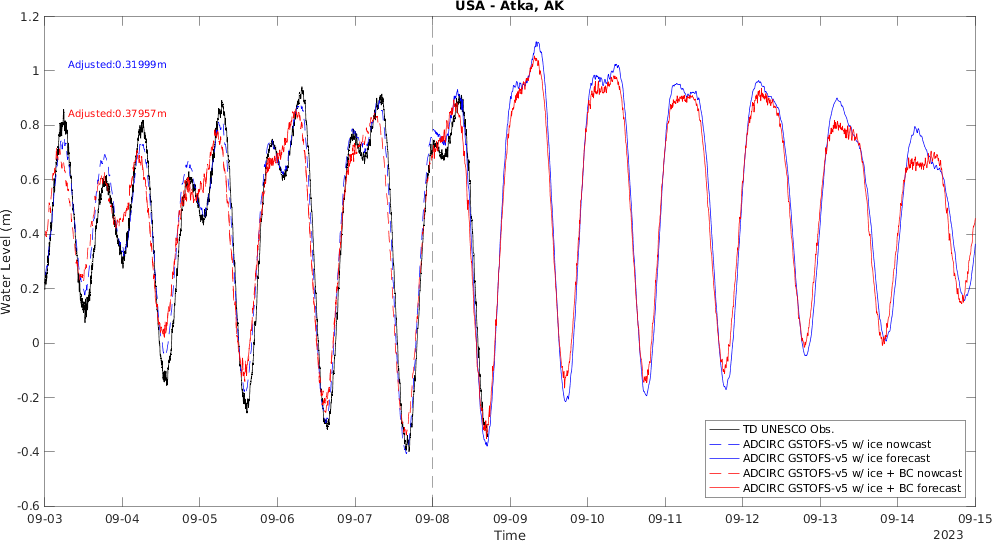 USA - Atka, AK
1.2
1
0.8
0.6
0.4
0.2
0
-0.2
-0.4
-0.6
Water Level (m)
Adjusted:0.31999m
Adjusted:0.37957m
TD UNESCO Obs.
ADCIRC GSTOFS-v5 w/ ice nowcast
ADCIRC GSTOFS-v5 w/ ice forecast
ADCIRC GSTOFS-v5 w/ ice + BC nowcast
ADCIRC GSTOFS-v5 w/ ice + BC forecast
09-03 09-04 09-05 09-06 09-07 09-08 09-09 09-10 09-11 09-12 09-13 09-14 09-15
Time
2023